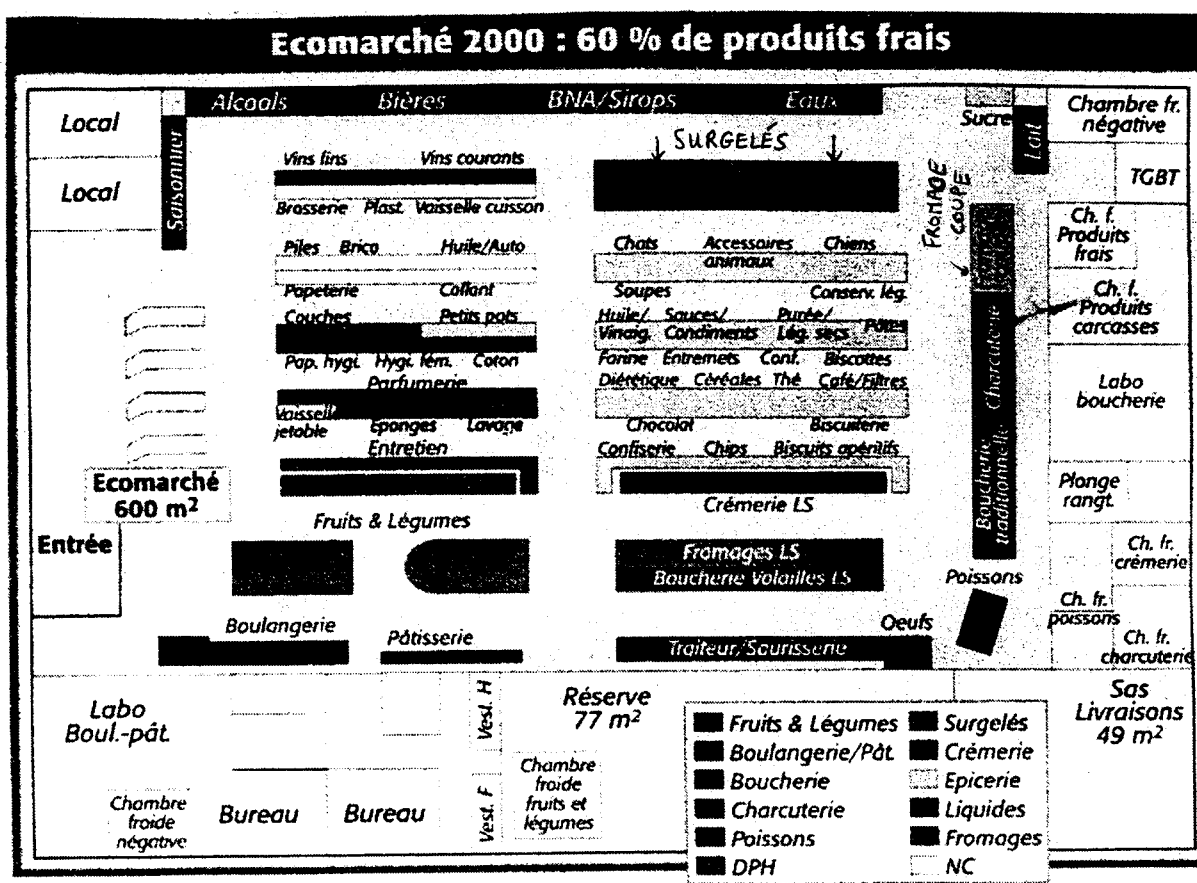 Ecomarché 2000 : 60 % de produits frais
Alcools Bières BNA/Sirops Eaux
Local
Local
Saisonnier
Sucre
Lait
Chambre fr.
négative
TGBT
SURGELÉS
Vins fins Vins courants
Brasserie Plast. Vaisselle cuisson
FROMAGE
COUPE
Ch. f.
Produits
frais
Piles Brico Huile/Auto
Chats Accessoires Chiens
animaux
Papeterie Collant
Soupes Conserv. lég.
Ch. f.
Produits
carcasses
Couches Petits pots
Huile/ Sauces/ Purée/
Vinaig. Condiments Lég. secs Pâtes
Pap. hygi. Hygi. fém. Coton
Farine Entremets Conf. Biscottes
Parfumerie
Diététique Céréales Thé Café/Filtres
Charcuterie
Labo
boucherie
Vaisselle
jetable
Eponges Lavage
Chocolat Biscuiterie
Entretien
Confiserie Chips Biscuits apéritifs
Boucherie
traditionnelle
Plonge
rangt.
Ecomarché
600 m²
Crémerie LS
Fruits & Légumes
Entrée
Fromages LS
Boucherie Volailles LS
Poissons
Ch. fr.
crémerie
Ch. fr.
poissons
Ch. fr.
charcuterie
Boulangerie
Pâtisserie
Oeufs
Traiteur/Saurisserie
Labo
Boul.-pât.
Vest. H
Réserve
77 m²
Sas
Livraisons
49 m²
Chambre
froide
négative
Bureau
Bureau
Vest. F
Chambre
froide
fruits et
légumes
Fruits & Légumes
Boulangerie/Pât.
Boucherie
Charcuterie
Poissons
DPH
Surgelés
Crémerie
Epicerie
Liquides
Fromages
NC